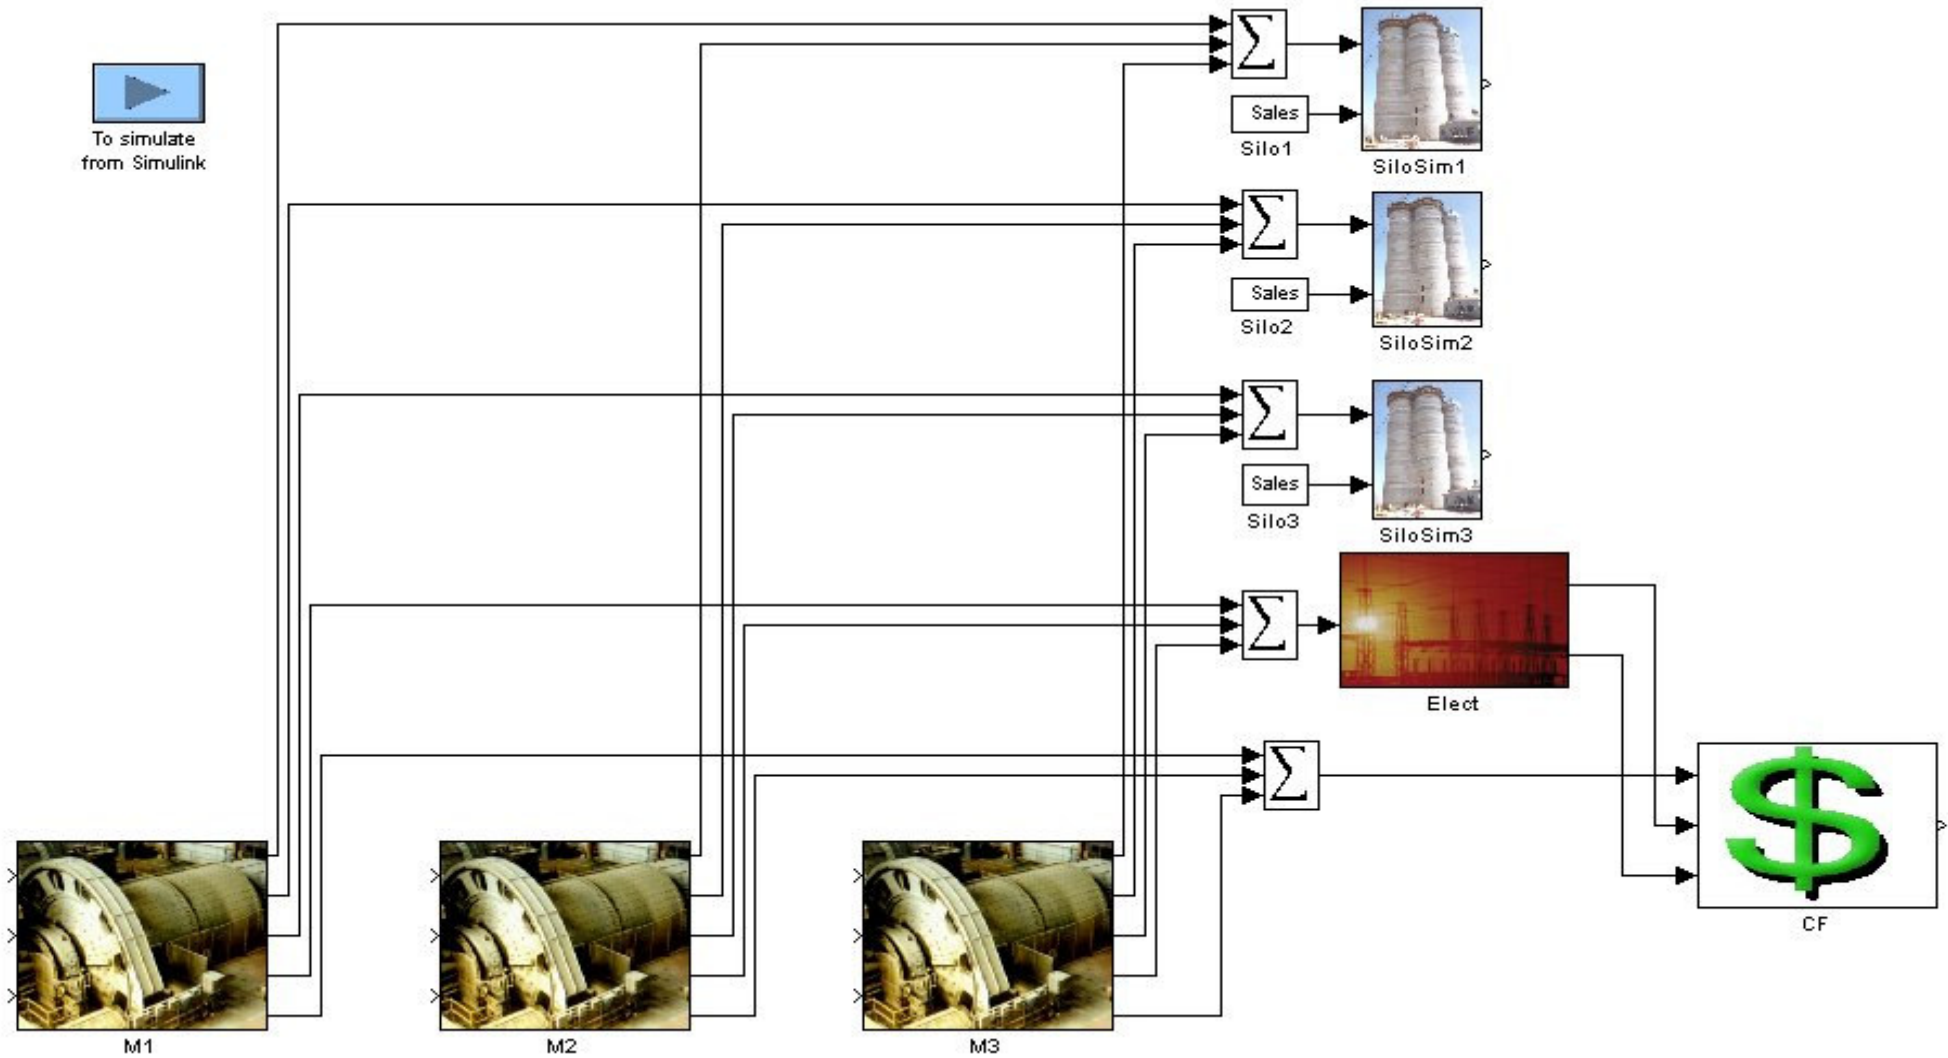 To simulate
from Simulink
Σ
Sales
Silo1
SiloSim1
Σ
Sales
Silo2
SiloSim2
Σ
Sales
Silo3
SiloSim3
Σ
Elect
Σ
$
CF
M1
M2
M3